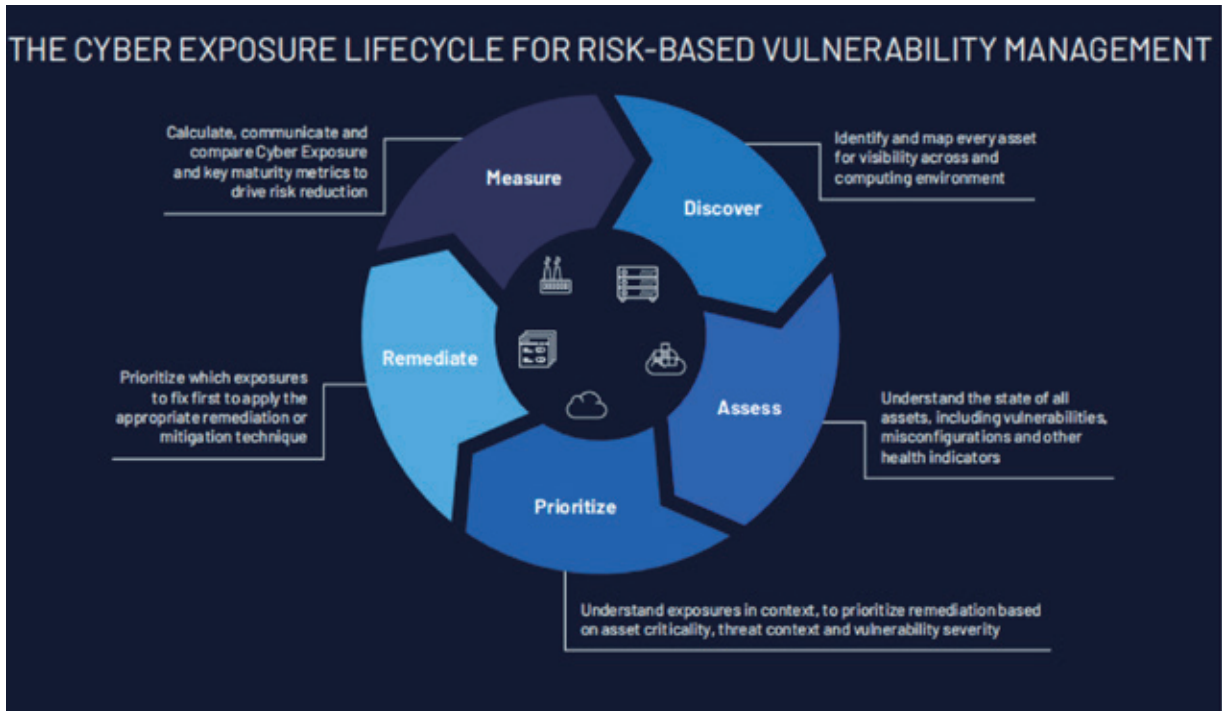 THE CYBER EXPOSURE LIFECYCLE FOR RISK-BASED VULNERABILITY MANAGEMENT
Calculate, communicate and
compare Cyber Exposure
and key maturity metrics to
drive risk reduction
Measure
Discover
Identify and map every asset
for visibility across and
computing environment
Remediate
Prioritize which exposures
to fix first to apply the
appropriate remediation or
mitigation technique
Assess
Understand the state of all
assets, including vulnerabilities,
misconfigurations and other
health indicators
Prioritize
Understand exposures in context, to prioritize remediation based
on asset criticality, threat context and vulnerability severity